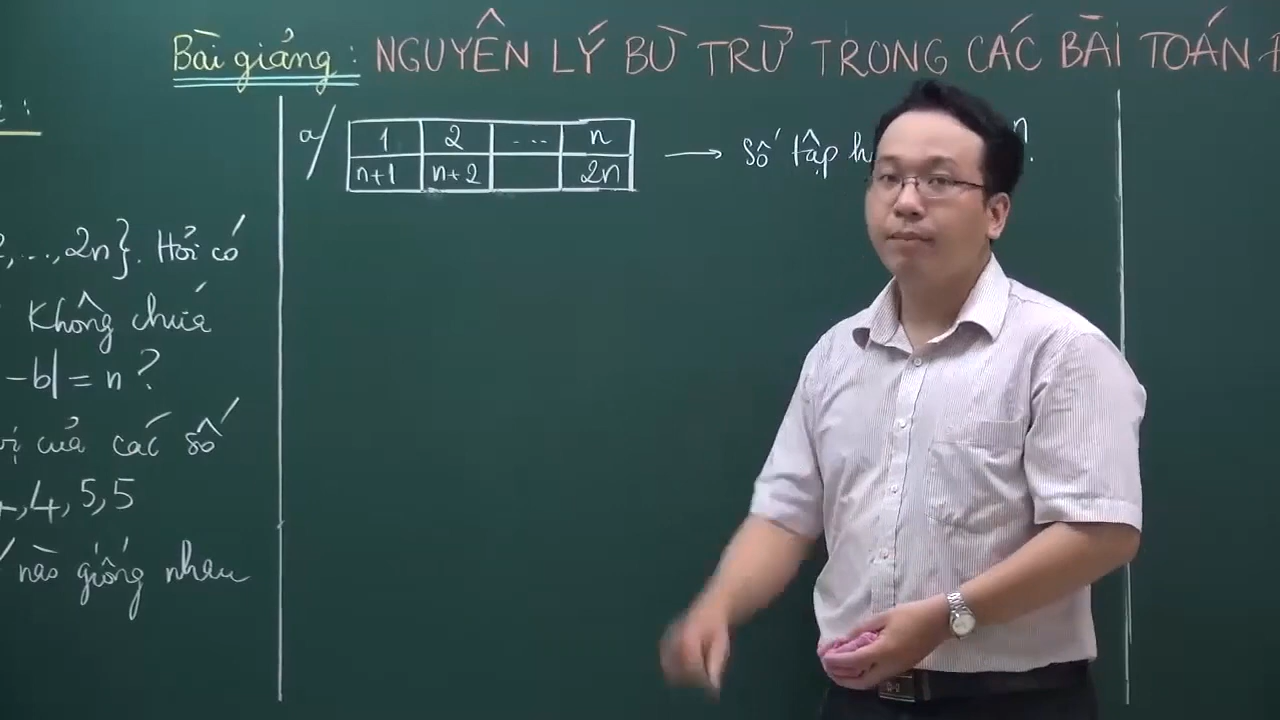 Bài giảng: NGUYÊN LÝ BÙ TRỪ TRONG CÁC BÀI TOÁN
,...,2n}. Hỏi có
Không chứa
-b| = n?
của các số
,4,5,5
nào giống nhau
a/
1 2 ... n
n+1 n+2 2n
→ Số tập h n.